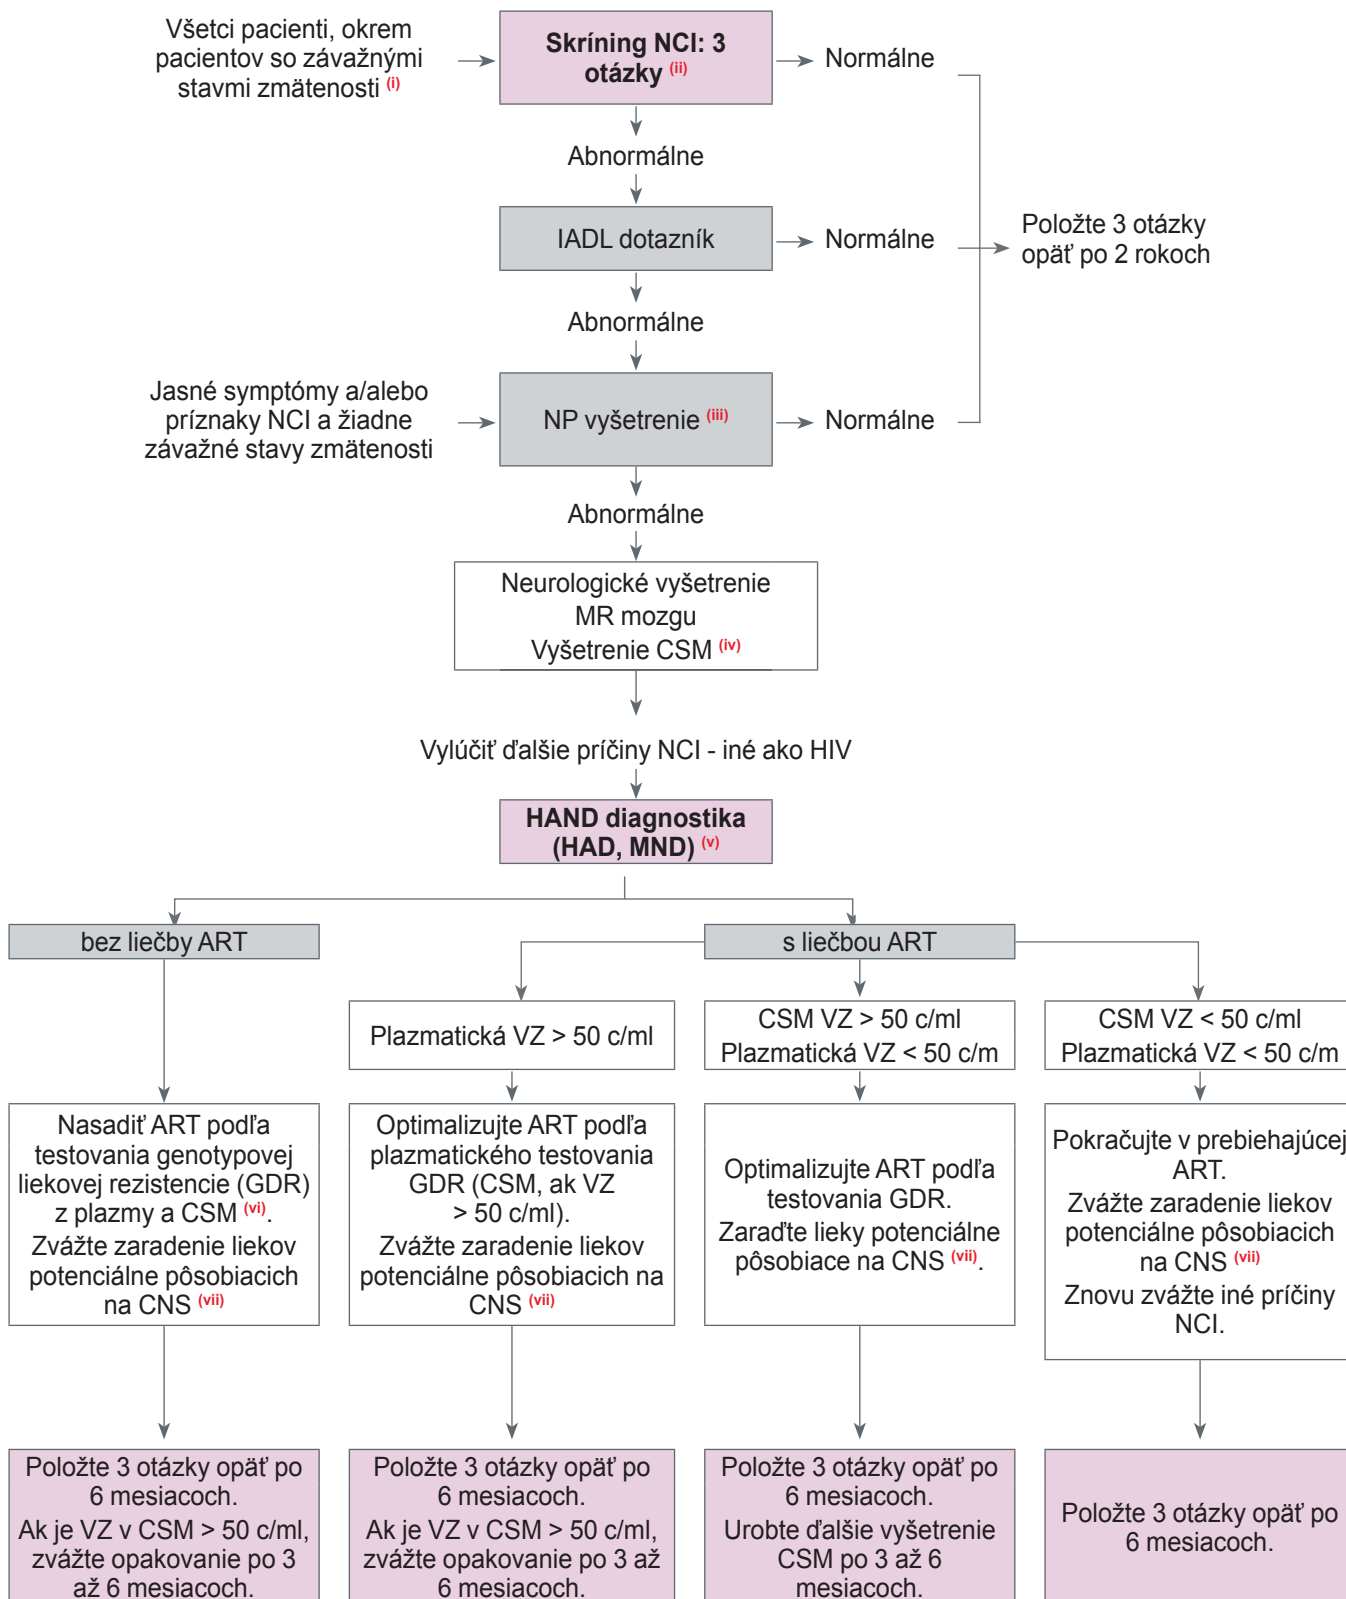 Všetci pacienti, okrem
pacientov so závažnými
stavmi zmätenosti (i)
Skríning NCI: 3
otázky (ii)
Normálne
Abnormálne
IADL dotazník
Normálne
Položte 3 otázky
opäť po 2 rokoch
Abnormálne
Jasné symptómy a/alebo
príznaky NCI a žiadne
závažné stavy zmätenosti
NP vyšetrenie (iii)
Normálne
Abnormálne
Neurologické vyšetrenie
MR mozgu
Vyšetrenie CSM (iv)
Vylúčiť ďalšie príčiny NCI - iné ako HIV
HAND diagnostika
(HAD, MND) (v)
bez liečby ART
s liečbou ART
Plazmatická VZ > 50 c/ml
CSM VZ > 50 c/ml
Plazmatická VZ < 50 c/m
CSM VZ < 50 c/ml
Plazmatická VZ < 50 c/m
Nasadiť ART podľa
testovania genotypovej
liekovej rezistencie (GDR)
z plazmy a CSM (vi).
Zvážte zaradenie liekov
potenciálne pôsobiacich
na CNS (vii)
Optimalizujte ART podľa
plazmatického testovania
GDR (CSM, ak VZ
> 50 c/ml).
Zvážte zaradenie liekov
potenciálne pôsobiacich na
CNS (vii)
Optimalizujte ART podľa
testovania GDR.
Zaraďte lieky potenciálne
pôsobiace na CNS (vii).
Pokračujte v prebiehajúcej
ART.
Zvážte zaradenie liekov
potenciálne pôsobiacich
na CNS (vii)
Znovu zvážte iné príčiny
NCI.
Položte 3 otázky opäť po
6 mesiacoch.
Ak je VZ v CSM > 50 c/ml,
zvážte opakovanie po 3
až 6 mesiacoch.
Položte 3 otázky opäť po
6 mesiacoch.
Ak je VZ v CSM > 50 c/ml,
zvážte opakovanie po 3 až
6 mesiacoch.
Položte 3 otázky opäť po
6 mesiacoch.
Urobte ďalšie vyšetrenie
CSM po 3 až 6
mesiacoch.
Položte 3 otázky opäť po
6 mesiacoch.